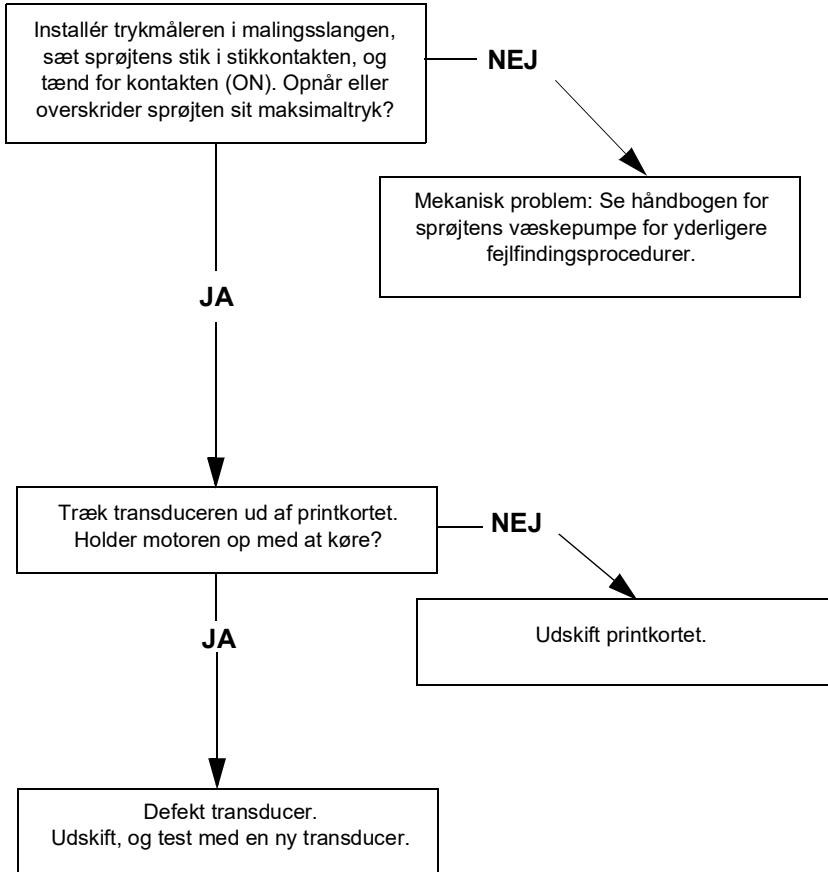 Installér trykmåleren i malingsslangen,
sæt sprøjtens stik i stikkontakten, og
tænd for kontakten (ON). Opnår eller
overskrider sprøjten sit maksimaltryk?
NEJ
Mekanisk problem: Se håndbogen for
sprøjtens væskepumpe for yderligere
fejlfindingsprocedurer.
JA
Træk transduceren ud af printkortet.
Holder motoren op med at køre?
NEJ
Udskift printkortet.
JA
Defekt transducer.
Udskift, og test med en ny transducer.